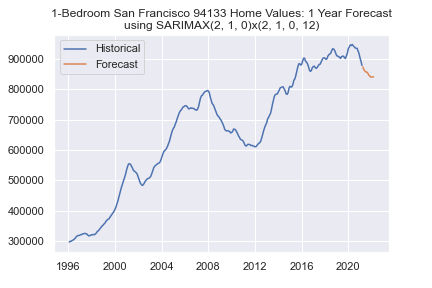 1-Bedroom San Francisco 94133 Home Values: 1 Year Forecast
using SARIMAX(2, 1, 0)x(2, 1, 0, 12)
Historical
Forecast
900000
800000
700000
600000
500000
400000
300000
1996 2000 2004 2008 2012 2016 2020